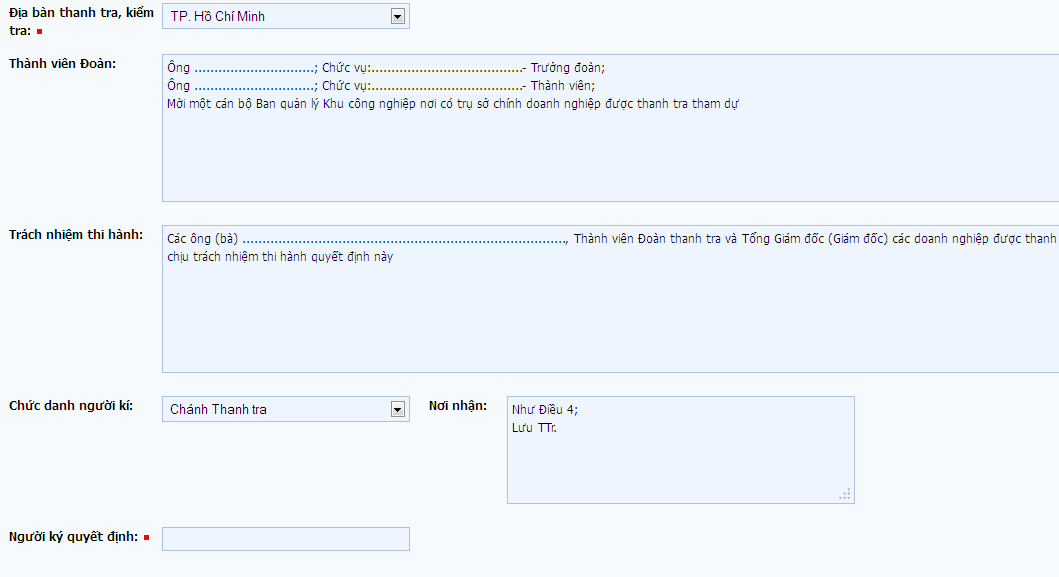 Địa bàn thanh tra, kiểm
tra:
TP. Hồ Chí Minh
Thành viên Đoàn:
Ông ..............................; Chức vụ:......................................- Trưởng đoàn;
Ông ..............................; Chức vụ:......................................- Thành viên;
Mời một cán bộ Ban quản lý Khu công nghiệp nơi có trụ sở chính doanh nghiệp được thanh tra tham dự
Trách nhiệm thi hành:
Các ông (bà) ................................................................................., Thành viên Đoàn thanh tra và Tổng Giám đốc (Giám đốc) các doanh nghiệp được thanh
chịu trách nhiệm thi hành quyết định này
Chức danh người kí:
Chánh Thanh tra
Nơi nhận:
Như Điều 4;
Lưu TTr.
Người ký quyết định: